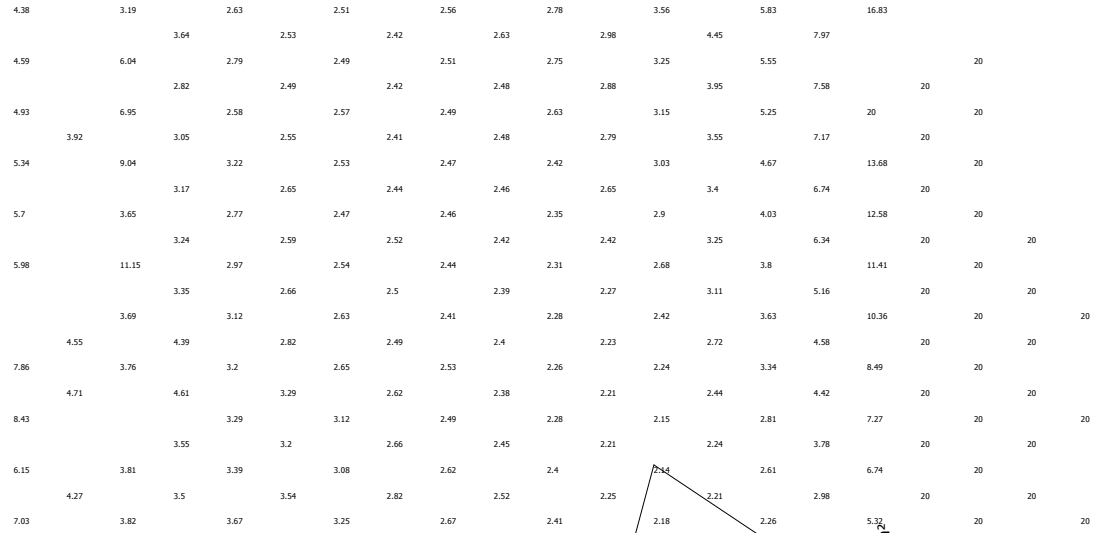 4.38 3.19 2.63 2.51 2.56 2.78 3.56 5.83 16.83
3.64 2.53 2.42 2.63 2.98 4.45 7.97
4.59 6.04 2.79 2.49 2.51 2.75 3.25 5.55 20
2.82 2.49 2.42 2.48 2.88 3.95 7.58 20
4.93 6.95 2.58 2.57 2.49 2.63 3.15 5.25 20 20
3.92 3.05 2.55 2.41 2.48 2.79 3.55 7.17 20
5.34 9.04 3.22 2.53 2.47 2.42 3.03 4.67 13.68 20
3.17 2.65 2.44 2.46 2.65 3.4 6.74 20
5.7 3.65 2.77 2.47 2.46 2.35 2.9 4.03 12.58 20
3.24 2.59 2.52 2.42 2.42 3.25 6.34 20 20
5.98 11.15 2.97 2.54 2.44 2.31 2.68 3.8 11.41 20
3.35 2.66 2.5 2.39 2.27 3.11 5.16 20 20
3.69 3.12 2.63 2.41 2.28 2.42 3.63 10.36 20 20
4.55 4.39 2.82 2.49 2.4 2.23 2.72 4.58 20 20
7.86 3.76 3.2 2.65 2.53 2.26 2.24 3.34 8.49 20
4.71 4.61 3.29 2.62 2.38 2.21 2.44 4.42 20 20
8.43 3.29 3.12 2.49 2.28 2.15 2.81 7.27 20 20
3.55 3.2 2.66 2.45 2.21 2.24 3.78 20 20
6.15 3.81 3.39 3.08 2.62 2.4 2.14 2.61 6.74 20
4.27 3.5 3.54 2.82 2.52 2.25 2.21 2.98 20 20
7.03 3.82 3.67 3.25 2.67 2.41 2.18 2.26 5.32 20 20